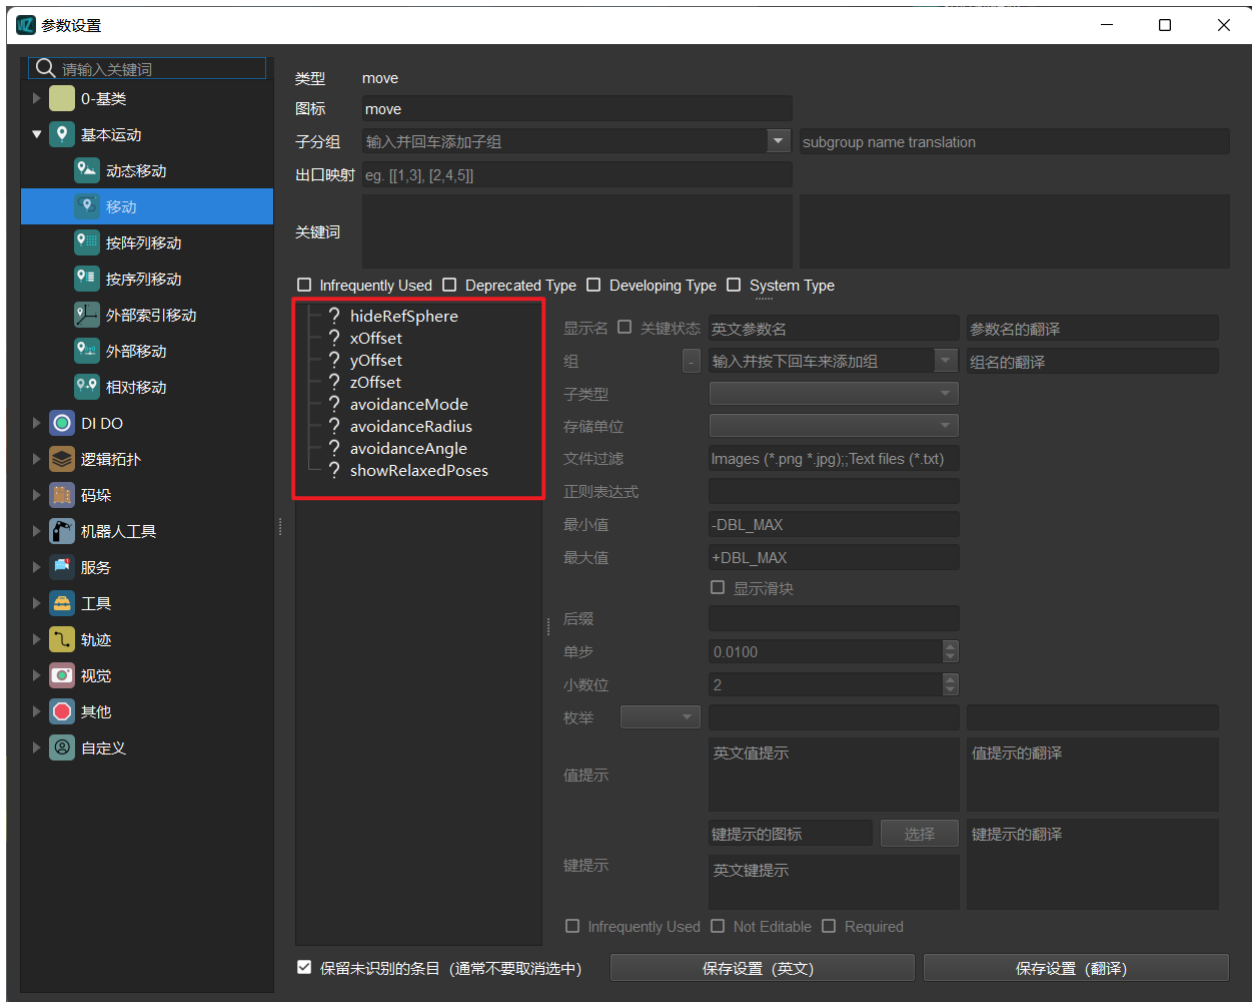 参数设置
请输入关键词
0-基类
基本运动
动态移动
移动
按阵列移动
按序列移动
外部索引移动
外部移动
相对移动
DI DO
逻辑拓扑
码垛
机器人工具
服务
工具
轨迹
视觉
其他
自定义
类型 move
图标 move
子分组 输入并回车添加子组 subgroup name translation
出口映射 eg. [[1,3], [2,4,5]]
关键词
Infrequently Used Deprecated Type Developing Type System Type
? hideRefSphere
? xOffset
? yOffset
? zOffset
? avoidanceMode
? avoidanceRadius
? avoidanceAngle
? showRelaxedPoses
显示名 关键状态 英文参数名 参数名的翻译
组 - 输入并按下回车来添加组 组名的翻译
子类型
存储单位
文件过滤 Images (*.png *.jpg);;Text files (*.txt)
正则表达式
最小值 -DBL_MAX
最大值 +DBL_MAX
显示滑块
后缀
单步 0.0100
小数位 2
枚举
值提示 英文值提示 值提示的翻译
键提示的图标 选择 键提示的翻译
键提示 英文键提示
Infrequently Used Not Editable Required
保留未识别的条目 (通常不要取消选中) 保存设置 (英文) 保存设置 (翻译)